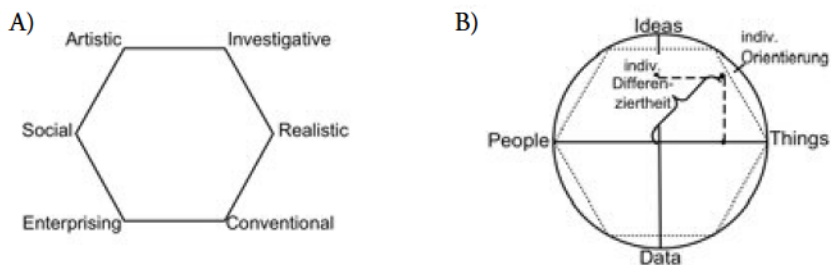 A)
Artistic
Investigative
Social
Realistic
Enterprising
Conventional
B)
Ideas
indiv.
Orientierung
indiv.
Differen-
ziertheit
People
Things
Data